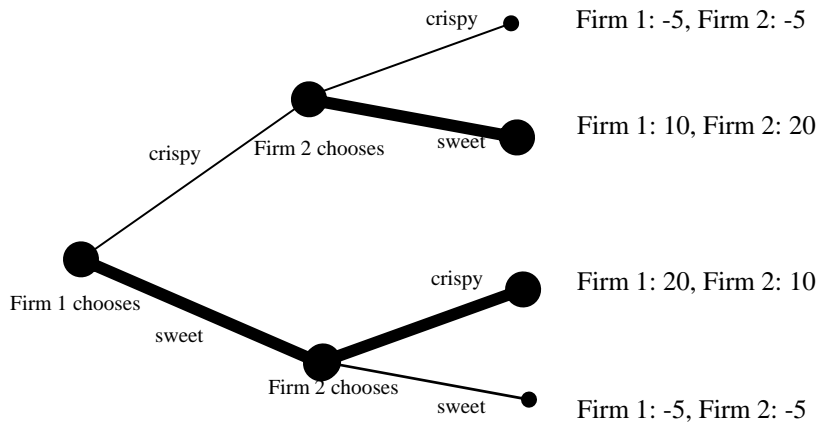 crispy
Firm 1: -5, Firm 2: -5
Firm 1: 10, Firm 2: 20
sweet
Firm 2 chooses
crispy
Firm 1 chooses
sweet
crispy
Firm 1: 20, Firm 2: 10
Firm 2 chooses
sweet
Firm 1: -5, Firm 2: -5